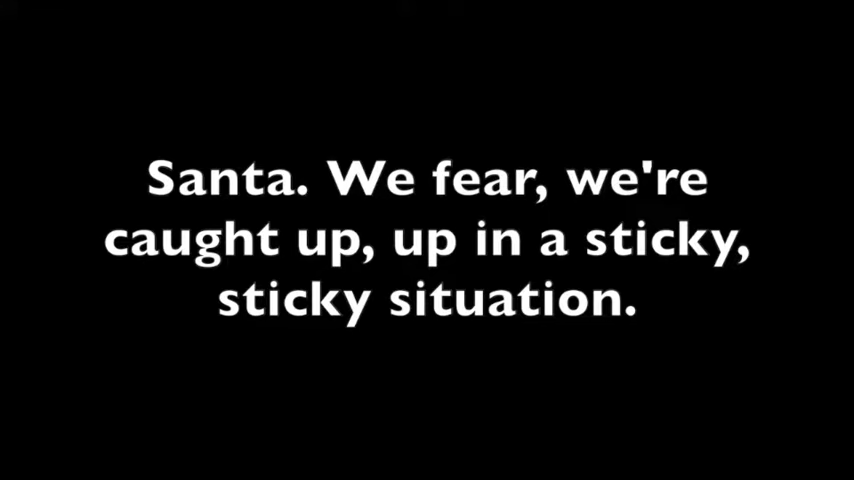 Santa. We fear, we're
caught up, up in a sticky,
sticky situation.